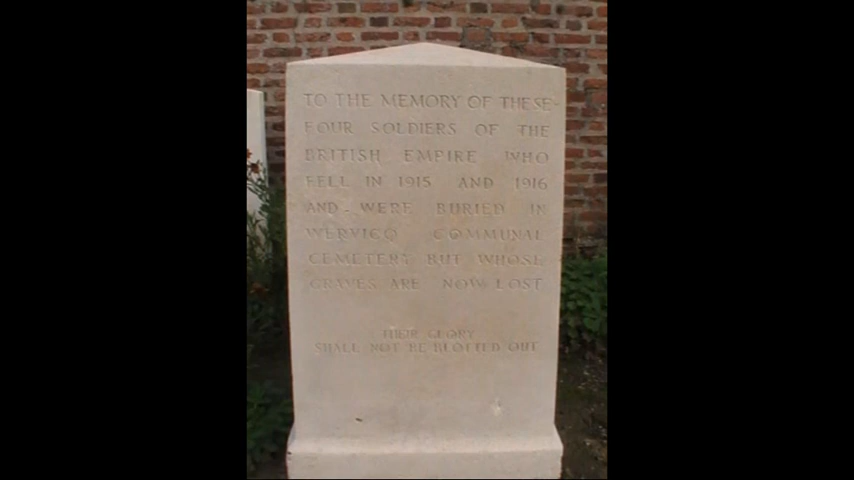 TO THE MEMORY OF THESE
FOUR SOLDIERS OF THE
BRITISH EMPIRE WHO
FELL IN 1915 AND 1916
AND WERE BURIED IN
WERVICQ COMMUNAL
CEMETERY BUT WHOSE
GRAVES ARE NOW LOST
THEIR GLORY
SHALL NOT BE BLOTTED OUT